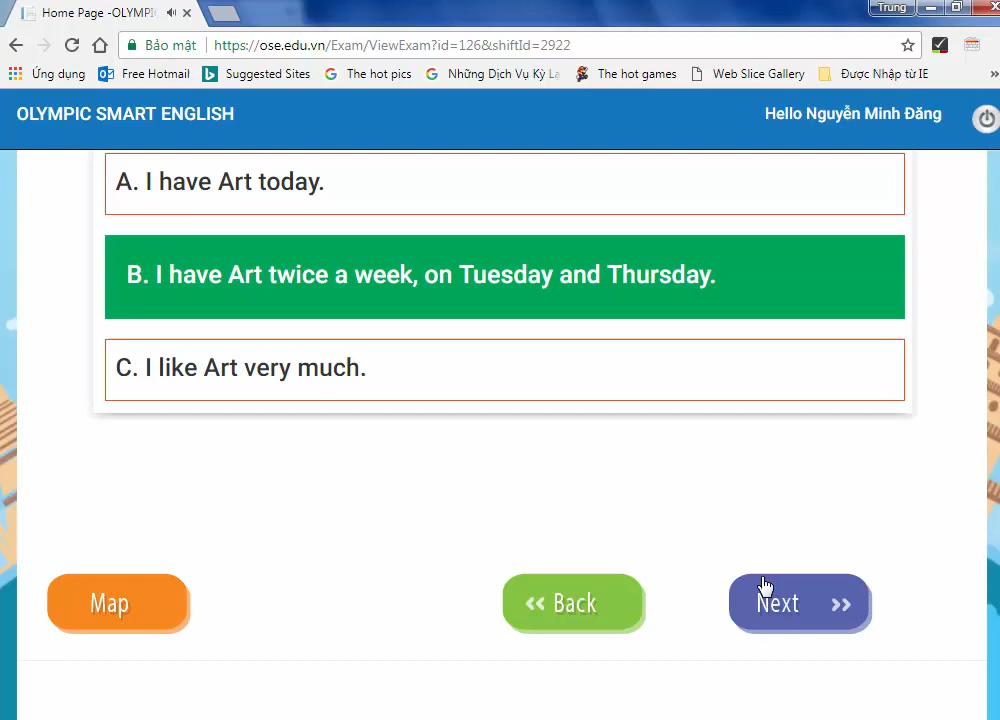 Home Page -OLYMPI
Trung
Bảo mật
https://ose.edu.vn/Exam/ViewExam?id=126&shiftId=2922
Ứng dụng Free Hotmail Suggested Sites The hot pics Những Dịch Vụ Kỳ La The hot games Web Slice Gallery Được Nhập từ IE
OLYMPIC SMART ENGLISH
Hello Nguyễn Minh Đăng
A. I have Art today.
B. I have Art twice a week, on Tuesday and Thursday.
C. I like Art very much.
Map
<< Back
Next >>